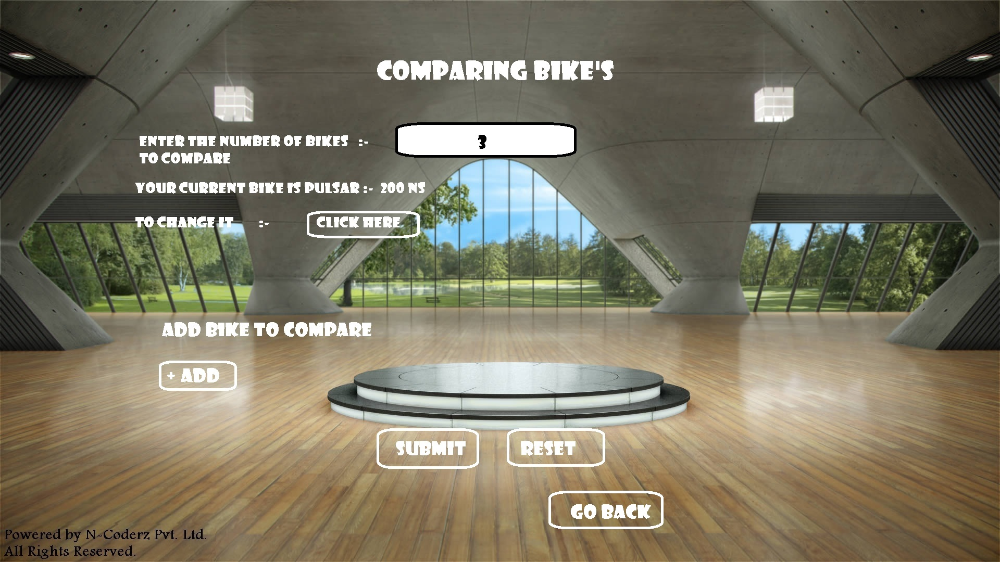 COMPARING BIKE'S
ENTER THE NUMBER OF BIKES :- 3
TO COMPARE
YOUR CURRENT BIKE IS PULSAR :- 200 NS
TO CHANGE IT :- CLICK HERE
ADD BIKE TO COMPARE
+ ADD
SUBMIT RESET
GO BACK
Powered by N-Coderz Pvt. Ltd.
All Rights Reserved.